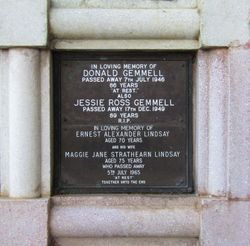 IN LOVING MEMORY OF
DONALD GEMMELL
PASSED AWAY 7TH JULY 1946
86 YEARS
"AT REST."
ALSO
JESSIE ROSS GEMMELL
PASSED AWAY 17TH DEC. 1949
89 YEARS
R.I.P.
IN LOVING MEMORY OF
ERNEST ALEXANDER LINDSAY
AGED 70 YEARS
AND HIS WIFE
MAGGIE JANE STRATHEARN LINDSAY
AGED 75 YEARS
WHO PASSED AWAY
5TH JULY 1965
"AT REST"
TOGETHER UNTO THE END